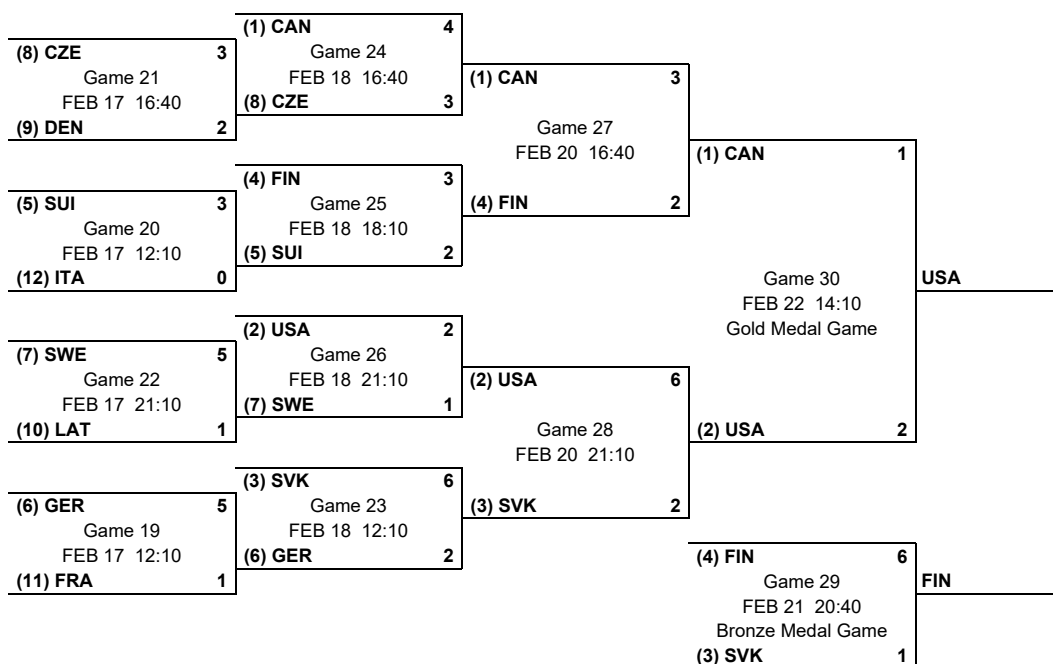 (8) CZE 3
Game 21
FEB 17 16:40
(9) DEN 2
(5) SUI 3
Game 20
FEB 17 12:10
(12) ITA 0
(7) SWE 5
Game 22
FEB 17 21:10
(10) LAT 1
(6) GER 5
Game 19
FEB 17 12:10
(11) FRA 1
(1) CAN 4
Game 24
FEB 18 16:40
(8) CZE 3
(4) FIN 3
Game 25
FEB 18 18:10
(5) SUI 2
(2) USA 2
Game 26
FEB 18 21:10
(7) SWE 1
(3) SVK 6
Game 23
FEB 18 12:10
(6) GER 2
(1) CAN 3
Game 27
FEB 20 16:40
(4) FIN 2
(2) USA 6
Game 28
FEB 20 21:10
(3) SVK 2
(1) CAN 1
Game 30
FEB 22 14:10
Gold Medal Game
(2) USA 2
USA
(4) FIN 6
Game 29
FEB 21 20:40
Bronze Medal Game
(3) SVK 1
FIN